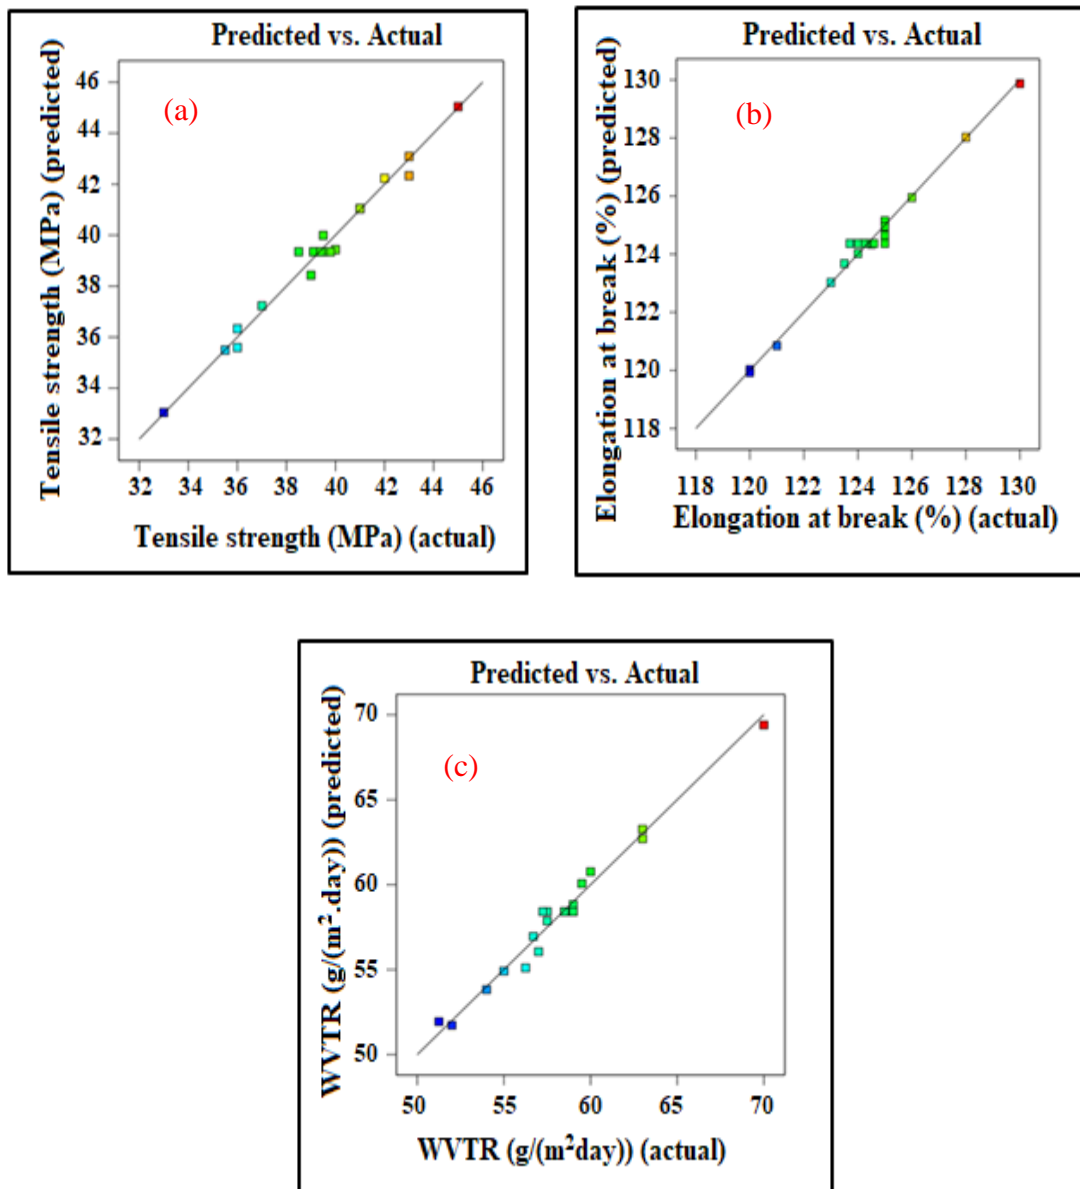 Predicted vs. Actual
(a)
Tensile strength (MPa) (predicted)
46
44
42
40
38
36
34
32
32 34 36 38 40 42 44 46
Tensile strength (MPa) (actual)
Predicted vs. Actual
(b)
Elongation at break (%) (predicted)
130
128
126
124
122
120
118
118 120 122 124 126 128 130
Elongation at break (%) (actual)
Predicted vs. Actual
(c)
WVTR (g/(m².day)) (predicted)
70
65
60
55
50
50 55 60 65 70
WVTR (g/(m²day)) (actual)